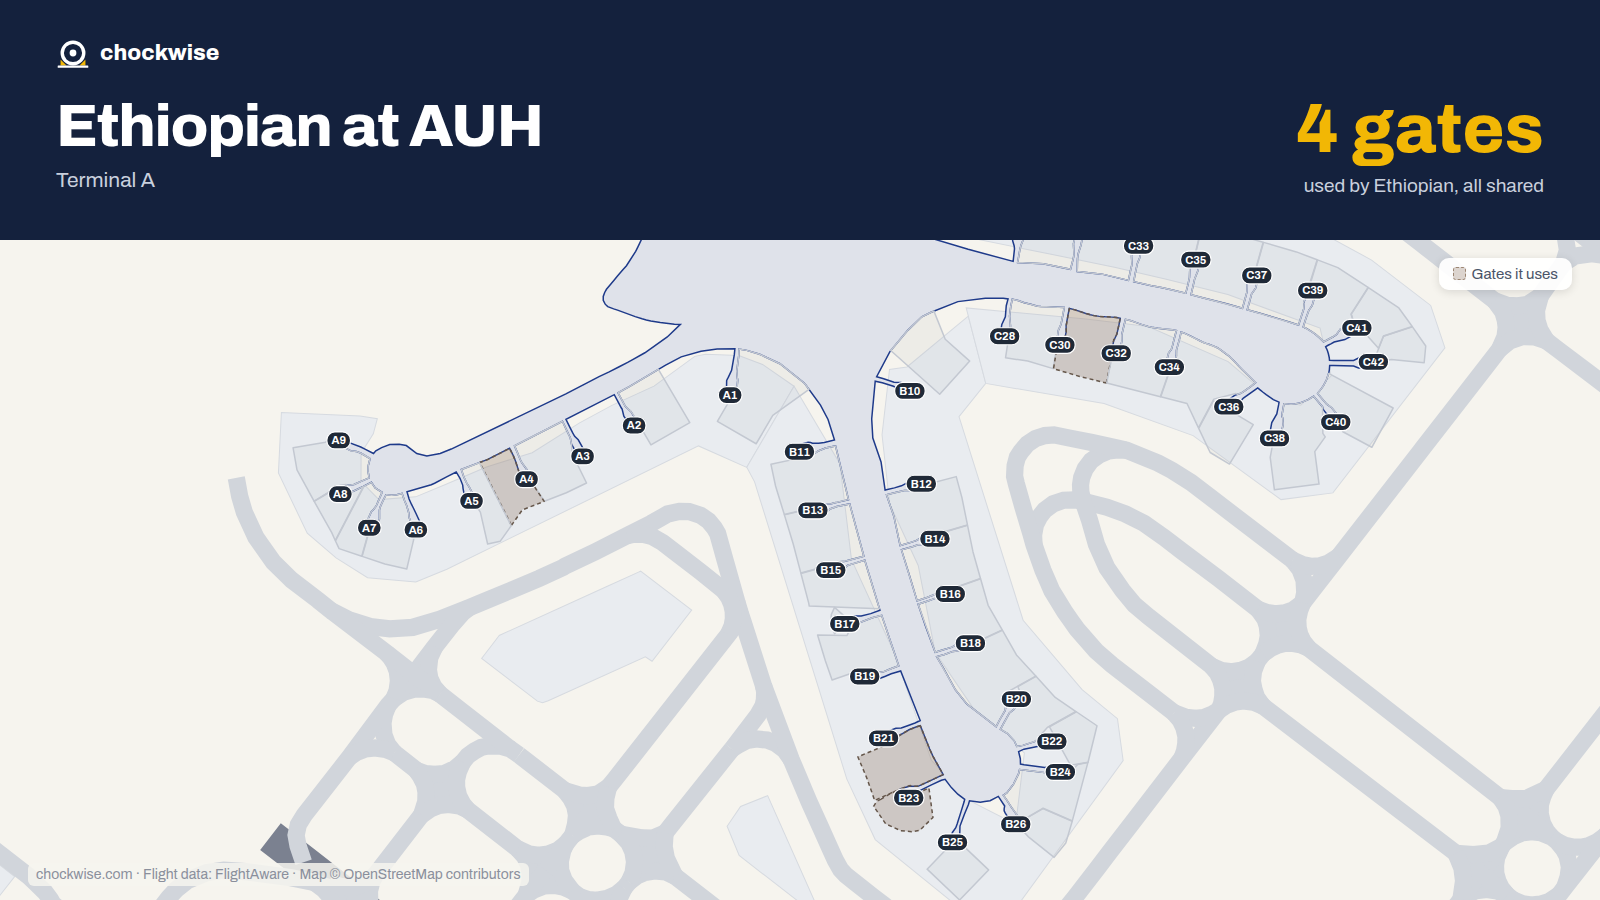 chockwise
Ethiopian at AUH
Terminal A
4 gates
used by Ethiopian, all shared
Gates it uses
C33
C35
C37
C39
C41
C42
C28
C30
C32
C34
C36
C38
C40
A1
A2
A3
A4
A5
A6
A7
A8
A9
B10
B11
B12
B13
B14
B15
B16
B17
B18
B19
B20
B21
B22
B23
B24
B25
B26
chockwise.com · Flight data: FlightAware · Map © OpenStreetMap contributors